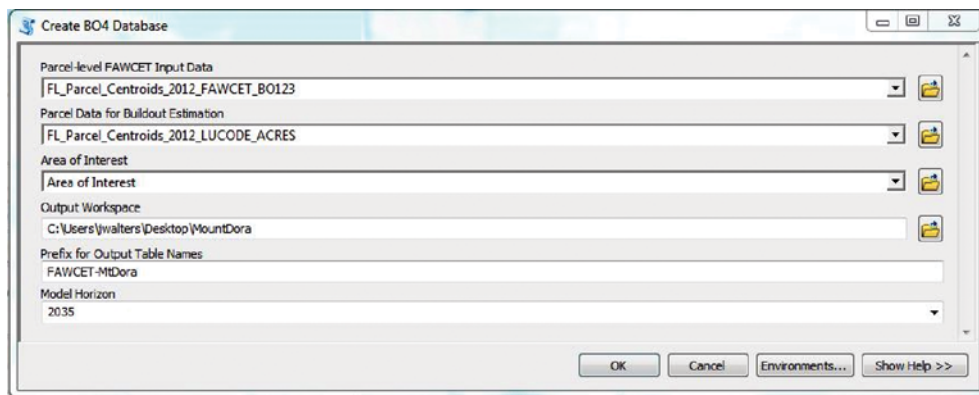 Create BO4 Database
Parcel-level FAWCET Input Data
FL_Parcel_Centroids_2012_FAWCET_BO123
Parcel Data for Buildout Estimation
FL_Parcel_Centroids_2012_LUCODE_ACRES
Area of Interest
Area of Interest
Output Workspace
C:\Users\jwalters\Desktop\MountDora
Prefix for Output Table Names
FAWCET-MtDora
Model Horizon
2035
OK Cancel Environments... Show Help >>